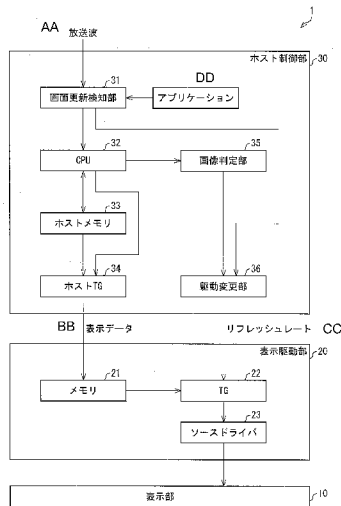 1
AA
放送波
ホスト制御部 30
31
画面更新検知部
DD
アプリケーション
32
CPU
35
画像判定部
33
ホストメモリ
34
ホストTG
36
駆動変更部
BB 表示データ
リフレッシュレート CC
表示駆動部 20
21
メモリ
22
TG
23
ソースドライバ
表示部 10